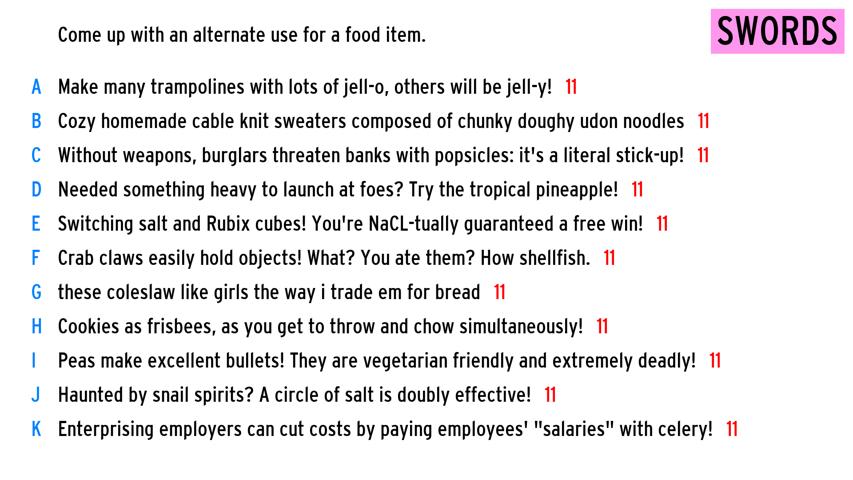 Come up with an alternate use for a food item.
SWORDS
A Make many trampolines with lots of jell-o, others will be jell-y! 11
B Cozy homemade cable knit sweaters composed of chunky doughy udon noodles 11
C Without weapons, burglars threaten banks with popsicles: it's a literal stick-up! 11
D Needed something heavy to launch at foes? Try the tropical pineapple! 11
E Switching salt and Rubix cubes! You're NaCL-tually guaranteed a free win! 11
F Crab claws easily hold objects! What? You ate them? How shellfish. 11
G these coleslaw like girls the way i trade em for bread 11
H Cookies as frisbees, as you get to throw and chow simultaneously! 11
I Peas make excellent bullets! They are vegetarian friendly and extremely deadly! 11
J Haunted by snail spirits? A circle of salt is doubly effective! 11
K Enterprising employers can cut costs by paying employees' "salaries" with celery! 11